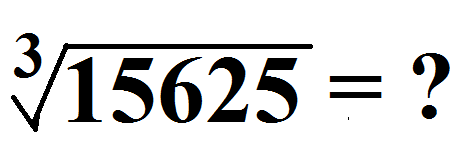 ∛15625 = ?